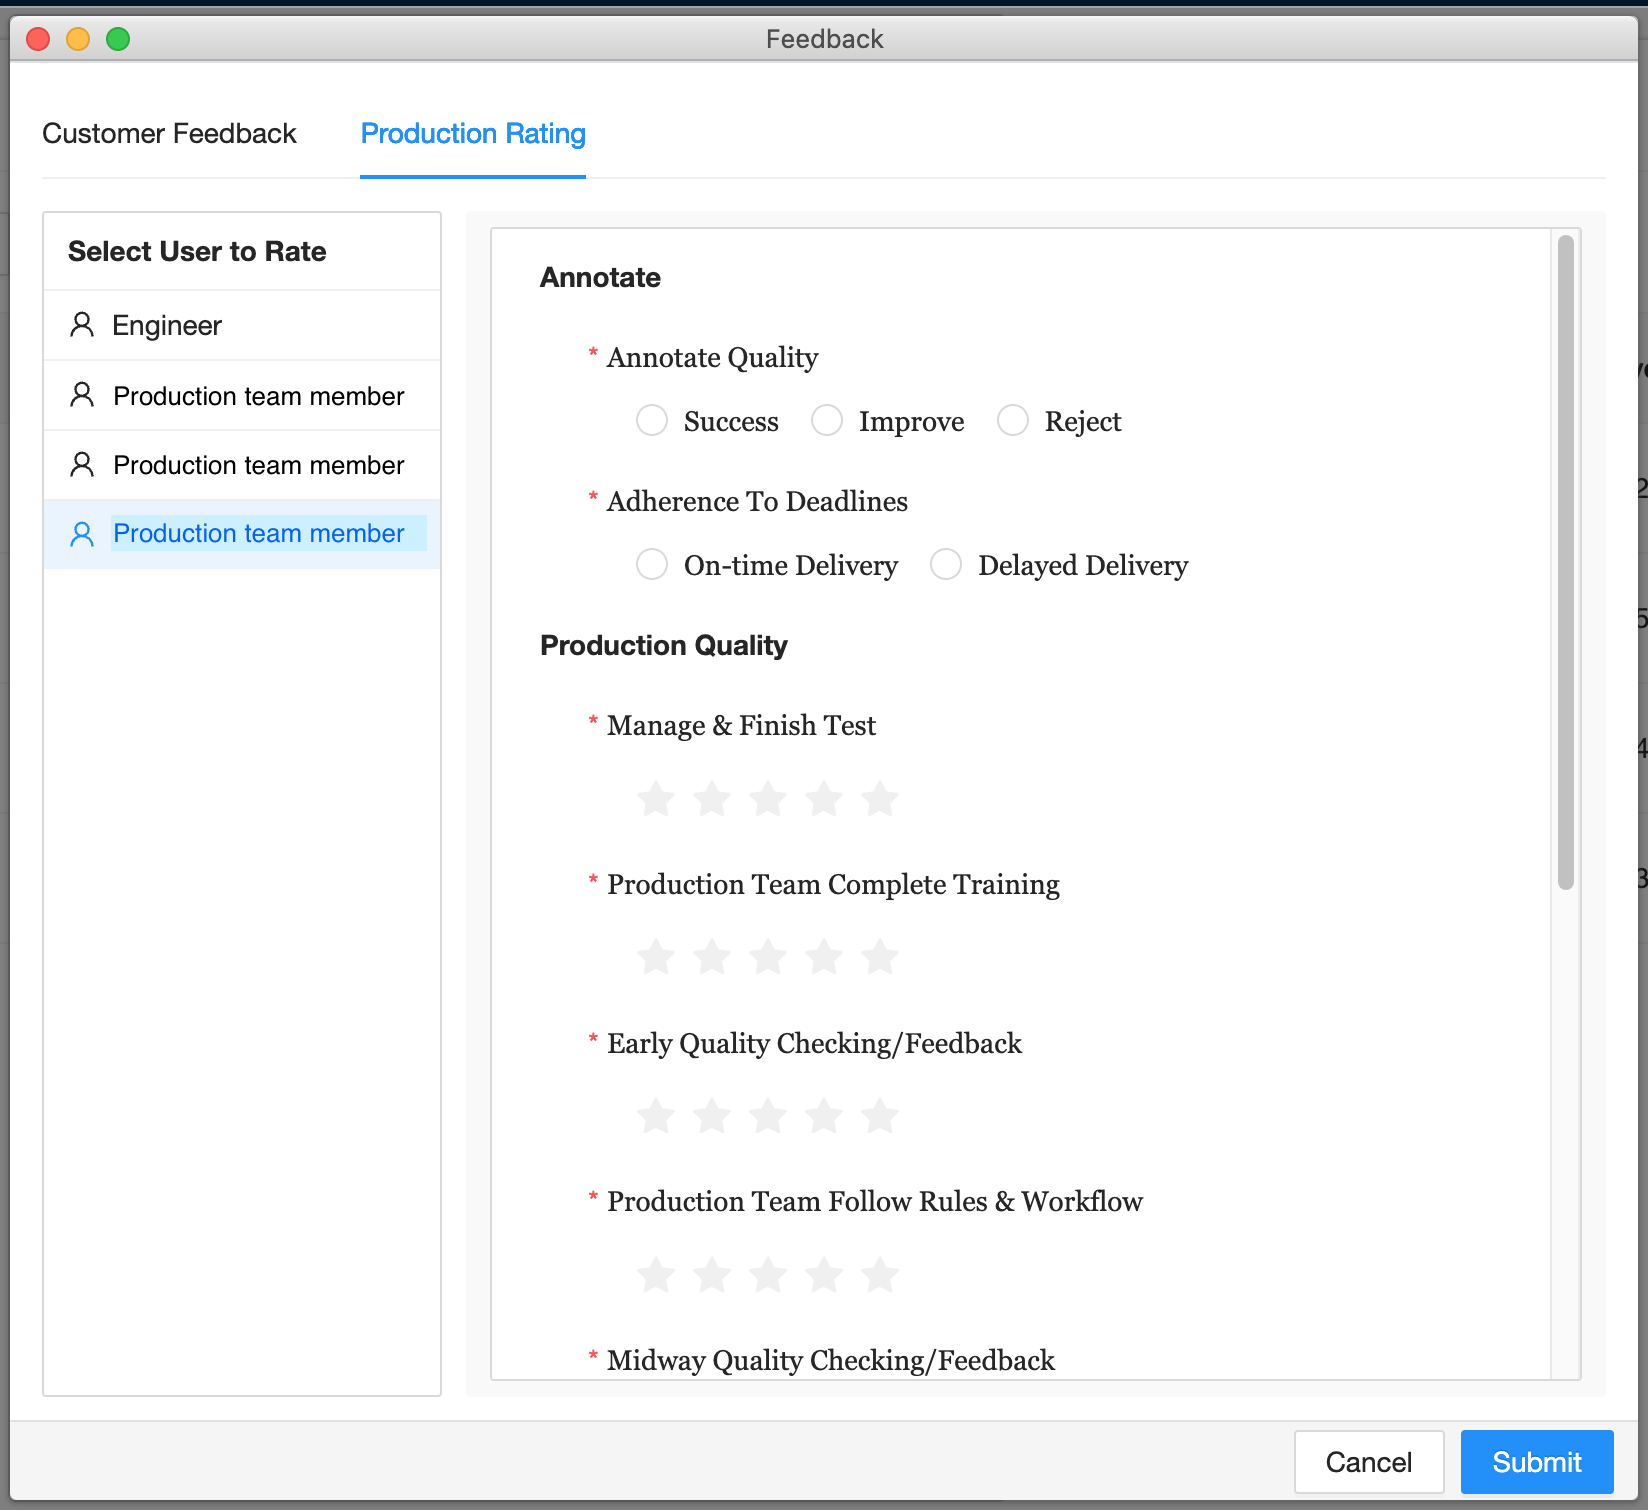 Feedback
Customer Feedback
Production Rating
Select User to Rate
Engineer
Production team member
Production team member
Production team member
Annotate
* Annotate Quality
Success Improve Reject
* Adherence To Deadlines
On-time Delivery Delayed Delivery
Production Quality
* Manage & Finish Test
* Production Team Complete Training
* Early Quality Checking/Feedback
* Production Team Follow Rules & Workflow
* Midway Quality Checking/Feedback
Cancel Submit